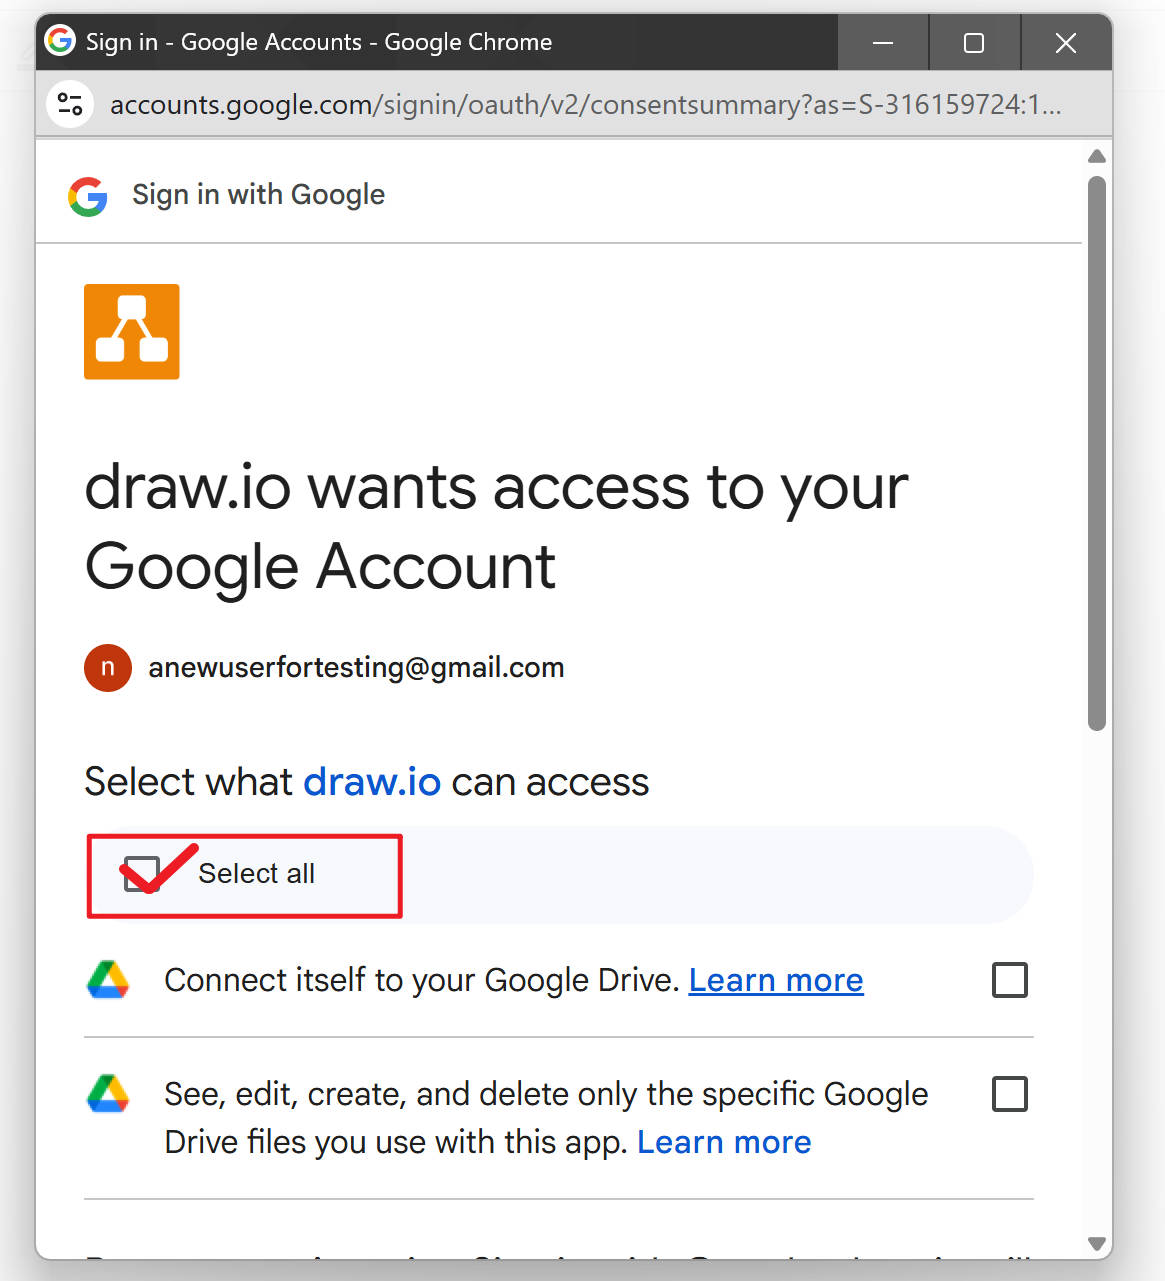 Sign in - Google Accounts - Google Chrome
accounts.google.com/signin/oauth/v2/consentsummary?as=S-316159724:1...
Sign in with Google
draw.io wants access to your
Google Account
n anewuserfortesting@gmail.com
Select what draw.io can access
Select all
Connect itself to your Google Drive. Learn more
See, edit, create, and delete only the specific Google
Drive files you use with this app. Learn more